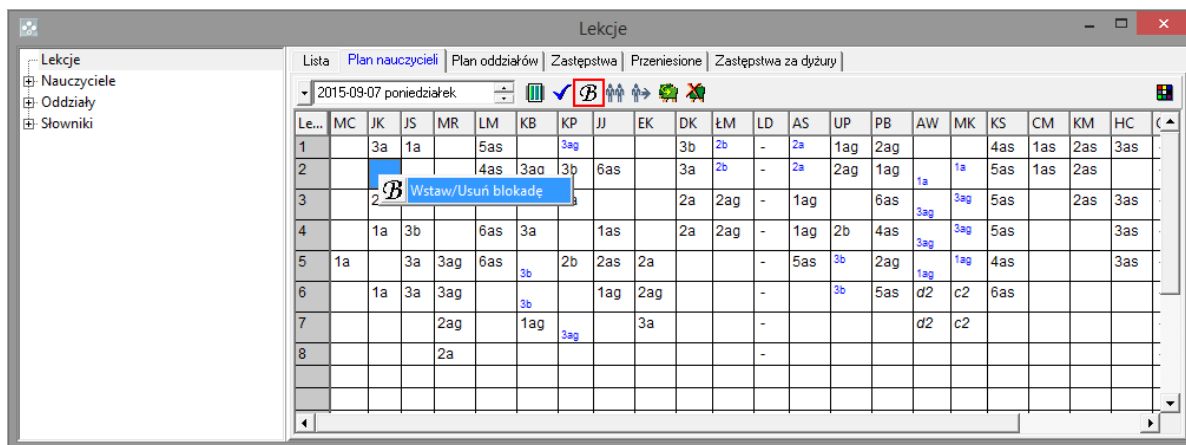 Lekcje
Lekcje
Nauczyciele
Oddziały
Słowniki
Lista Plan nauczycieli Plan oddziałów Zastępstwa Przeniesione Zastępstwa za dyżury
2015-09-07 poniedziałek B
Le... MC JK JS MR LM KB KP JJ EK DK ŁM LD AS UP PB AW MK KS CM KM HC
1 3a 1a 5as 3ag 3b 2b - 2a 1ag 2ag 4as 1as 2as 3as
2 4as 3ag 3b 6as 3a 2b - 2a 2ag 1ag 1a 1a 5as 1as 2as
B Wstaw/Usuń blokadę
3 2a 2ag - 1ag 6as 3ag 3ag 5as 2as 3as
4 1a 3b 6as 3a 1as 2a 2ag - 1ag 2b 4as 3ag 3ag 5as 3as
5 1a 3a 3ag 6as 3b 2b 2as 2a - 5as 3b 2ag 1ag 1ag 4as 3as
6 1a 3a 3ag 3b 1ag 2ag - 3b 5as d2 c2 6as
7 2ag 1ag 3ag 3a - d2 c2
8 2a -